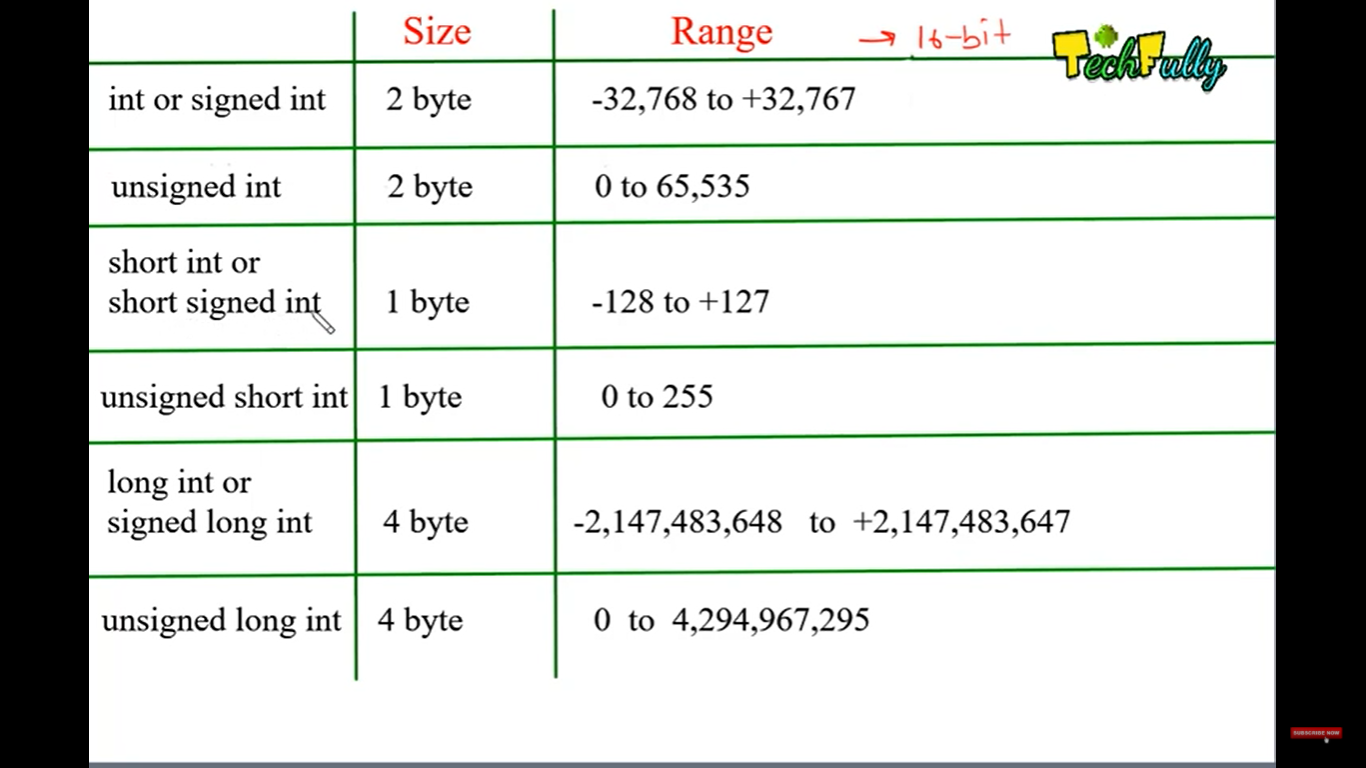 Size Range → 16-bit
TechFully
int or signed int 2 byte -32,768 to +32,767
unsigned int 2 byte 0 to 65,535
short int or
short signed int 1 byte -128 to +127
unsigned short int 1 byte 0 to 255
long int or
signed long int 4 byte -2,147,483,648 to +2,147,483,647
unsigned long int 4 byte 0 to 4,294,967,295
SUBSCRIBE NOW